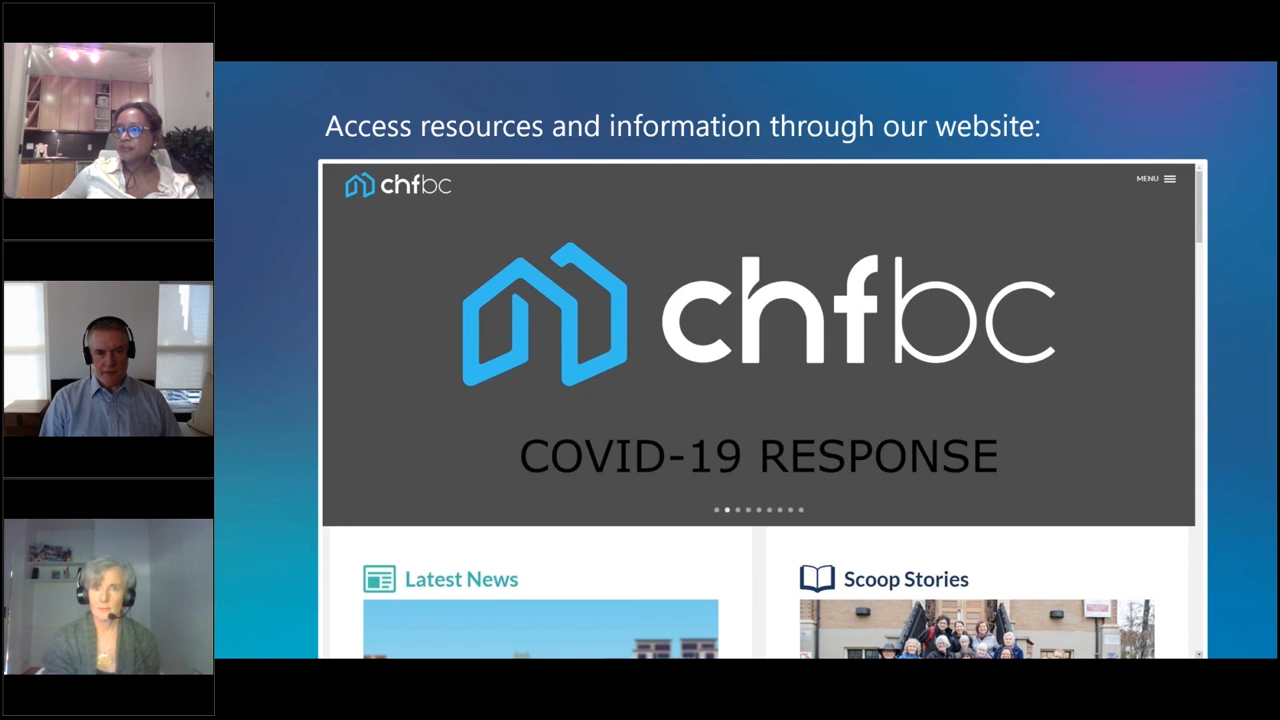 Access resources and information through our website:
chfbc
MENU
chfbc
COVID-19 RESPONSE
Latest News
Scoop Stories